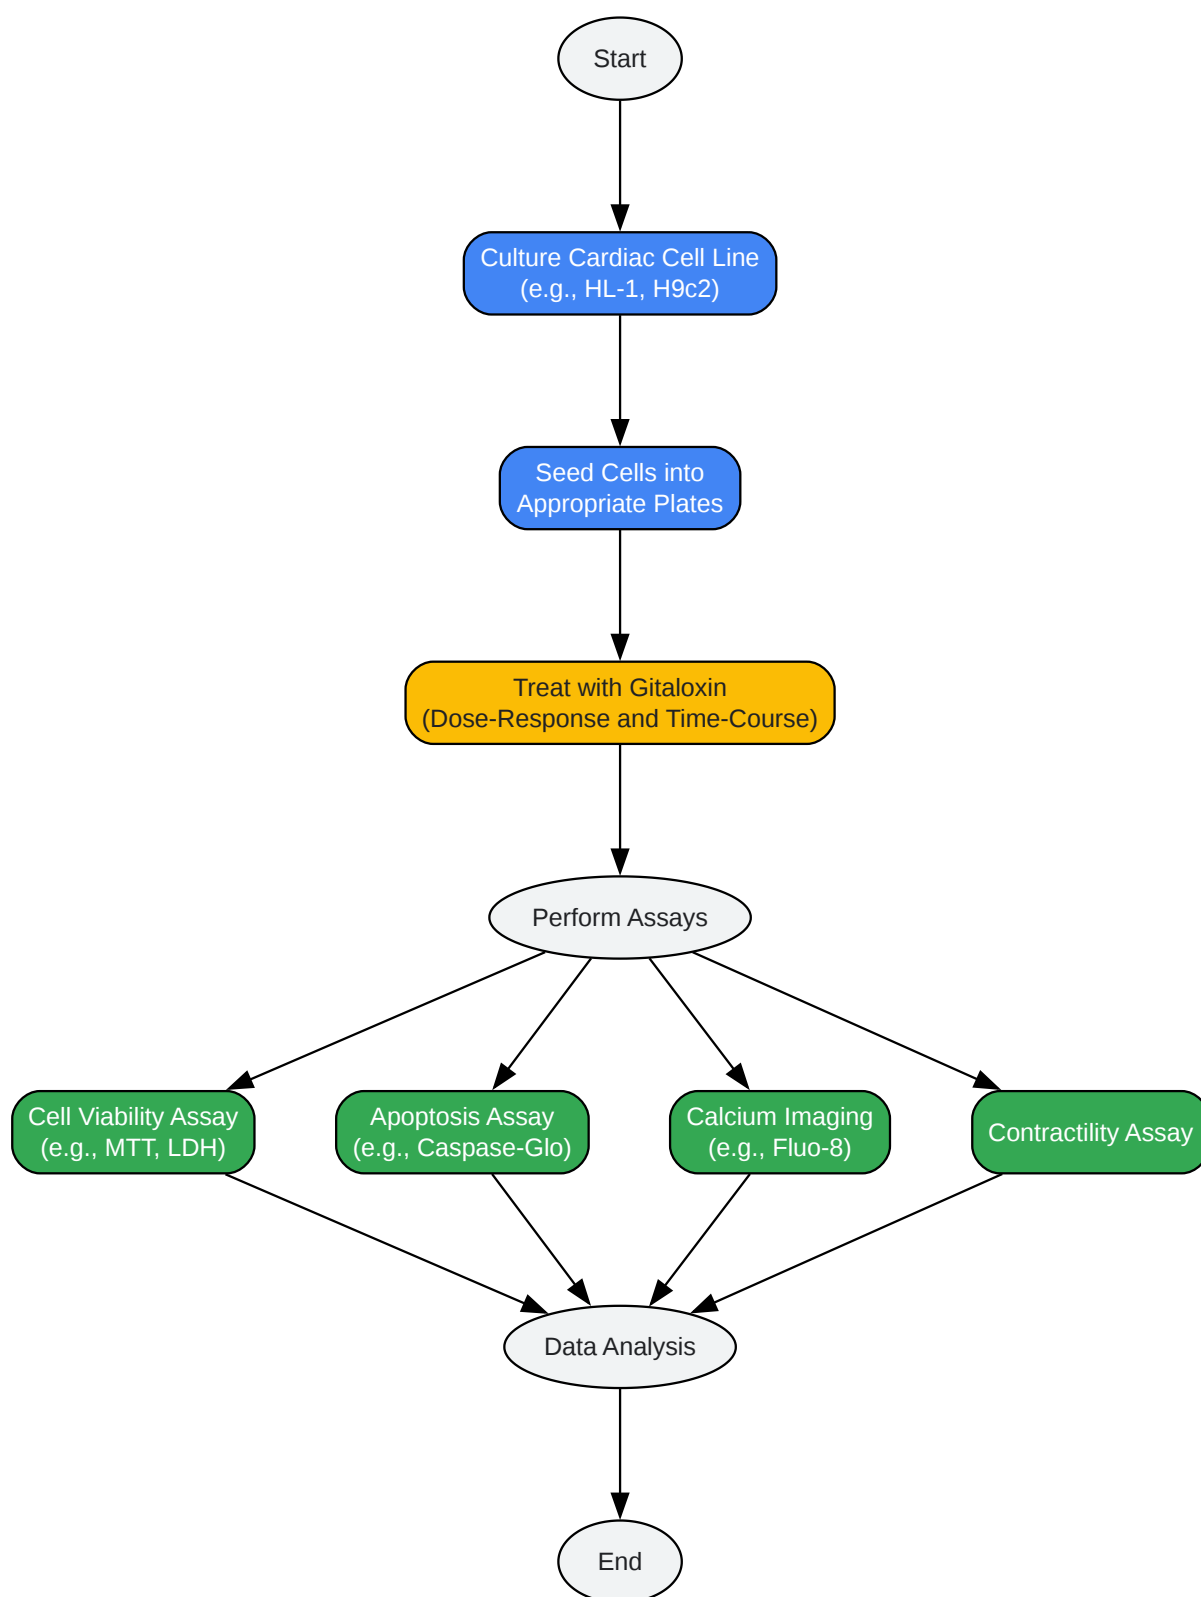 Start
Culture Cardiac Cell Line
(e.g., HL-1, H9c2)
Seed Cells into
Appropriate Plates
Treat with Gitaloxin
(Dose-Response and Time-Course)
Perform Assays
Cell Viability Assay
(e.g., MTT, LDH)
Apoptosis Assay
(e.g., Caspase-Glo)
Calcium Imaging
(e.g., Fluo-8)
Contractility Assay
Data Analysis
End